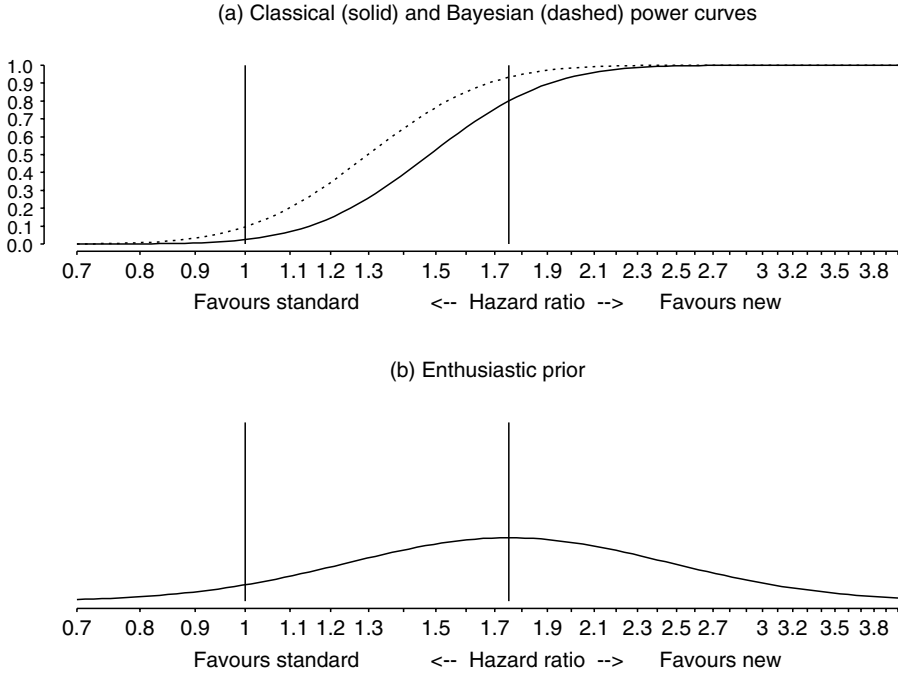 (a) Classical (solid) and Bayesian (dashed) power curves
1.0
0.9
0.8
0.7
0.6
0.5
0.4
0.3
0.2
0.1
0.0
0.7 0.8 0.9 1 1.1 1.2 1.3 1.5 1.7 1.9 2.1 2.3 2.5 2.7 3 3.2 3.5 3.8
Favours standard <-- Hazard ratio --> Favours new
(b) Enthusiastic prior
0.7 0.8 0.9 1 1.1 1.2 1.3 1.5 1.7 1.9 2.1 2.3 2.5 2.7 3 3.2 3.5 3.8
Favours standard <-- Hazard ratio --> Favours new